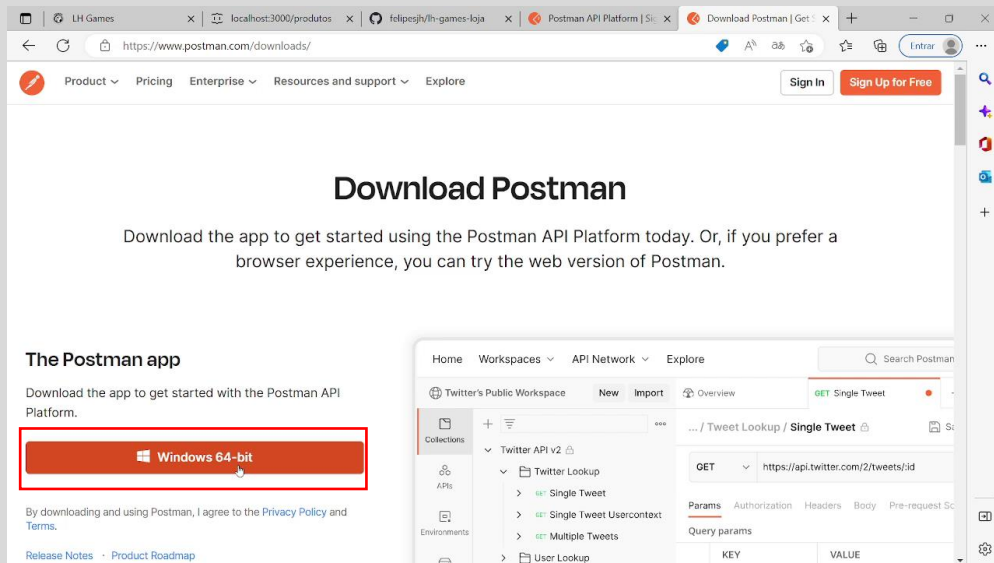 LH Games
localhost:3000/produtos
felipesjh/lh-games-loja
Postman API Platform | Si
Download Postman | Get S
https://www.postman.com/downloads/
Entrar
Product
Pricing
Enterprise
Resources and support
Explore
Sign In
Sign Up for Free
Download Postman
Download the app to get started using the Postman API Platform today. Or, if you prefer a
browser experience, you can try the web version of Postman.
The Postman app
Download the app to get started with the Postman API
Platform.
Windows 64-bit
By downloading and using Postman, I agree to the Privacy Policy and
Terms.
Release Notes · Product Roadmap
Home Workspaces API Network Explore
Search Postman
Twitter's Public Workspace New Import
Overview
GET Single Tweet
Collections
APIs
Environments
Twitter API v2
Twitter Lookup
GET Single Tweet
GET Single Tweet Usercontext
GET Multiple Tweets
User Lookup
... / Tweet Lookup / Single Tweet
Sa
GET https://api.twitter.com/2/tweets/:id
Params Authorization Headers Body Pre-request Sc
Query params
KEY VALUE